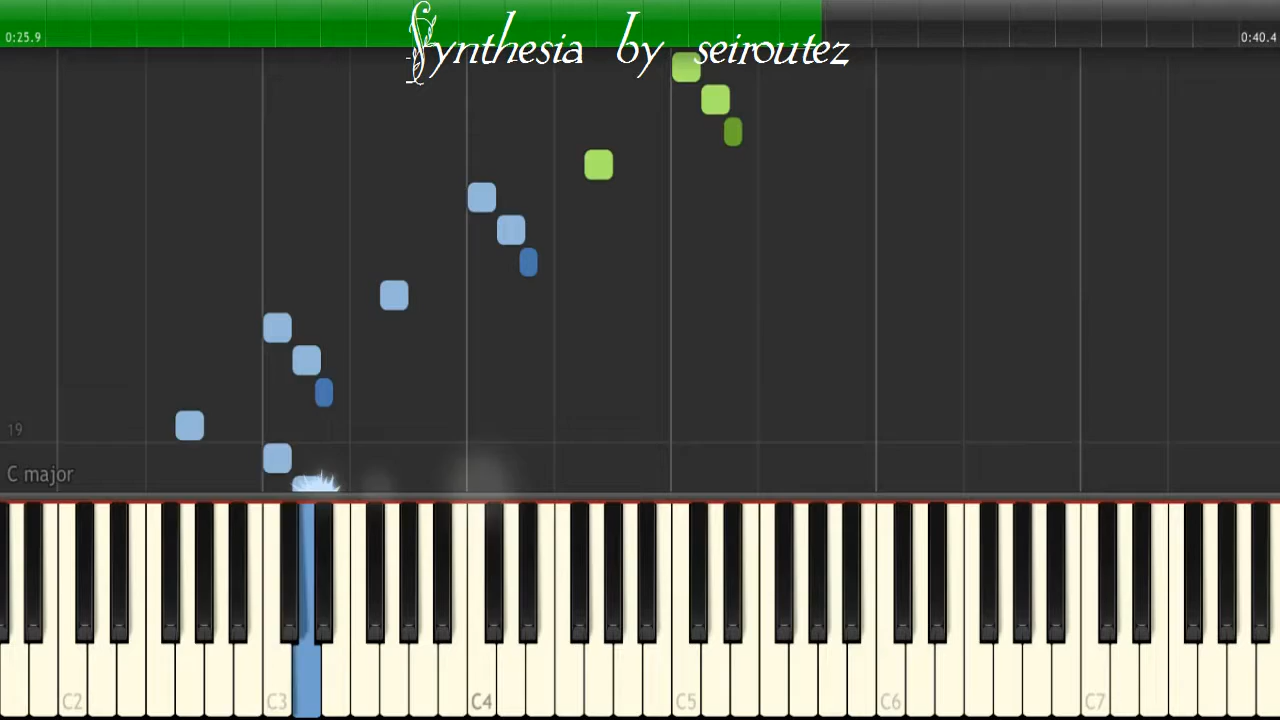 Synthesia by seiroutez
0:25.9
0:40.4
19
C major
C2
C3
C4
C5
C6
C7